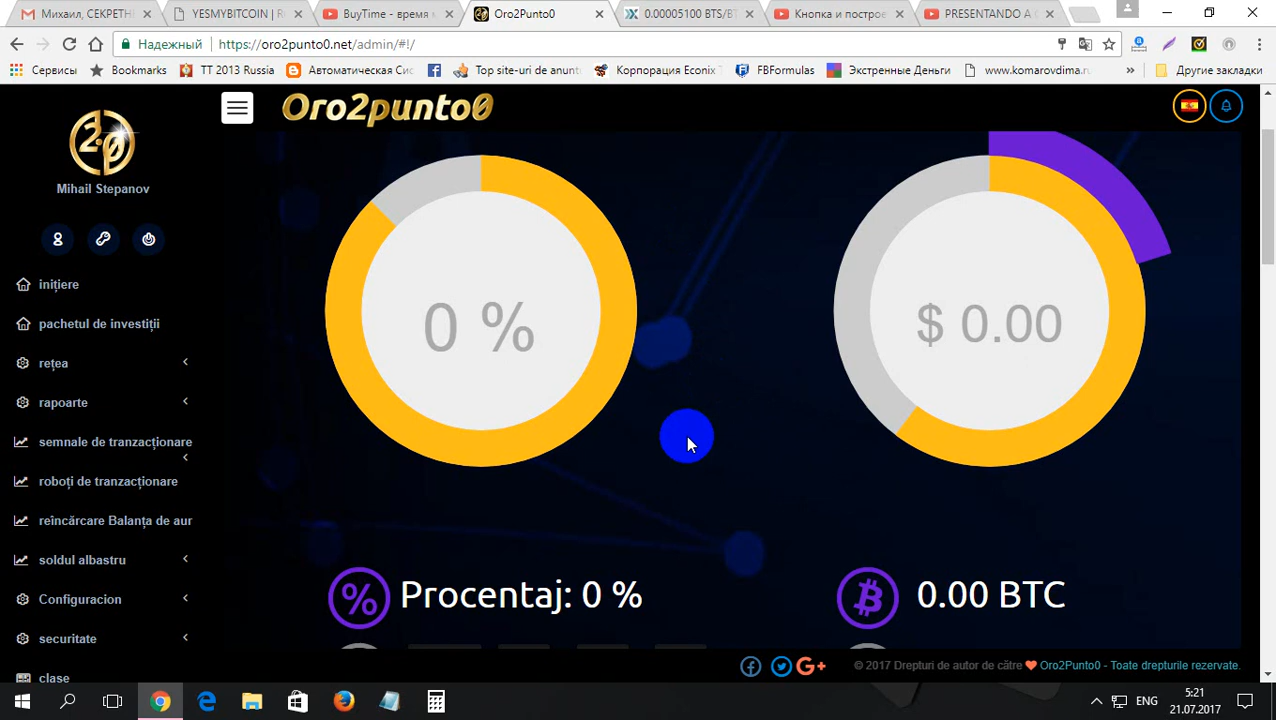 Михаил, СЕКРЕТН
YESMYBITCOIN | R
BuyTime - время м
Oro2Punto0
0.00005100 BTS/BT
Кнопка и построе
PRESENTANDO A
Надежный
https://oro2punto0.net/admin/#!/
Сервисы
Bookmarks
TT 2013 Russia
Автоматическая Сис
Top site-uri de anunt
Корпорация Econix T
FBFormulas
Экстренные Деньги
www.komarovdima.r
»
Другие закладки
Oro2punto0
2.0
Mihail Stepanov
inițiere
pachetul de investiții
rețea
rapoarte
semnale de tranzacționare
roboți de tranzacționare
reîncărcare Balanța de aur
soldul albastru
Configuracion
securitate
clase
0 %
$ 0.00
Procentaj: 0 %
0.00 BTC
© 2017 Drepturi de autor de către ❤ Oro2Punto0 - Toate drepturile rezervate.
ENG
5:21
21.07.2017